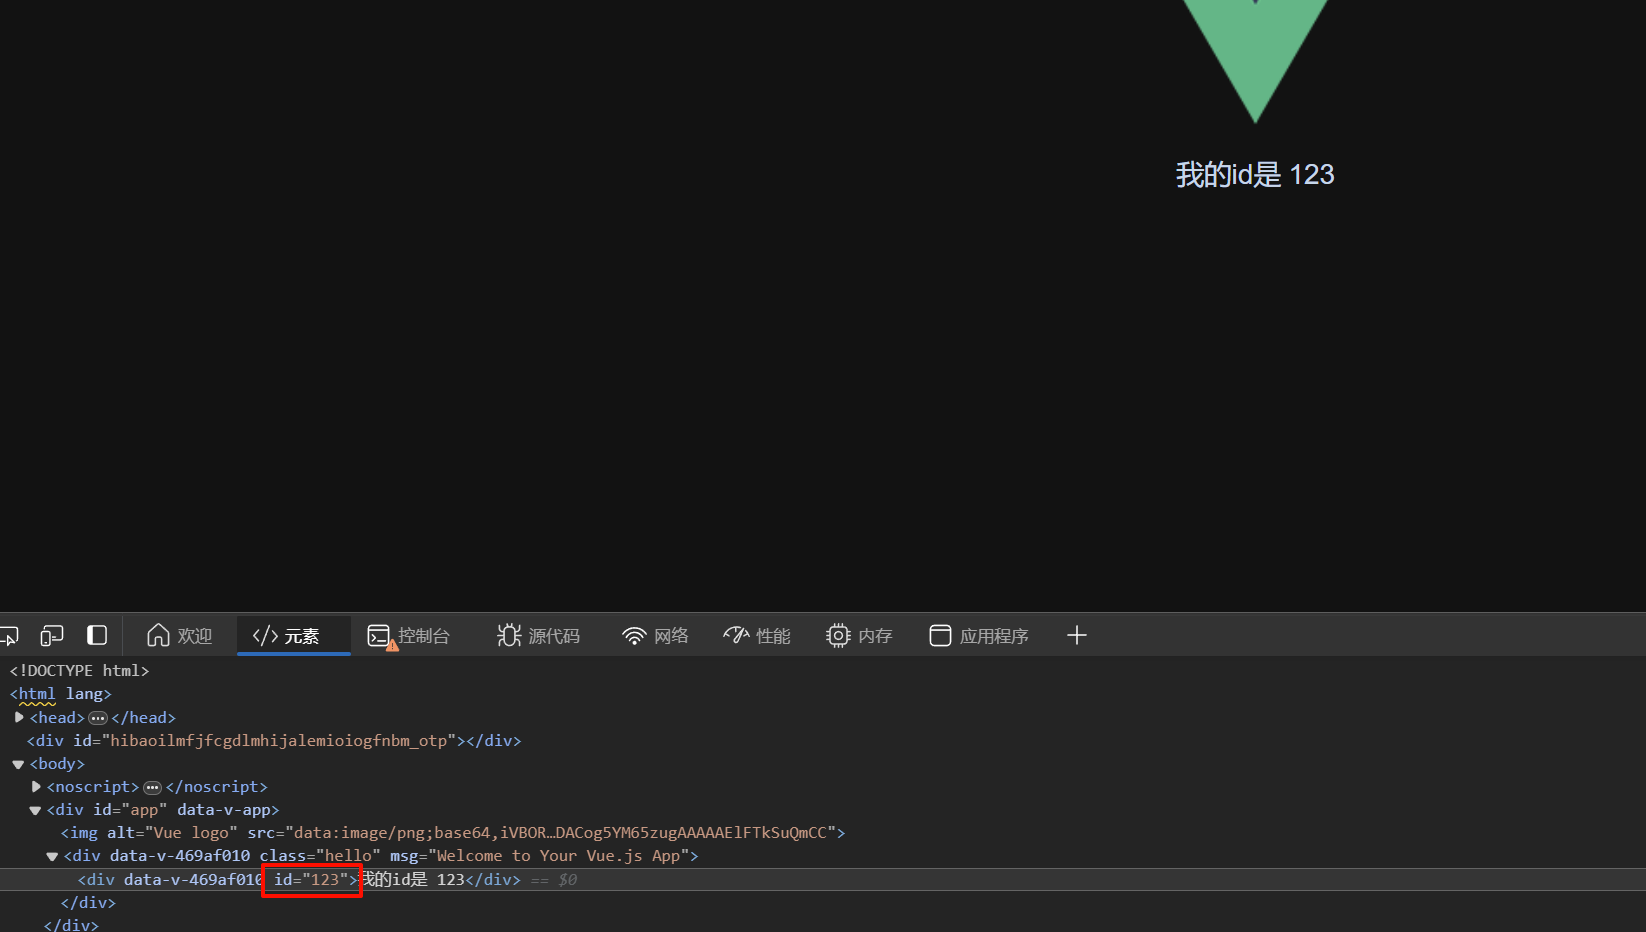 我的id是 123
欢迎 </> 元素 控制台 源代码 网络 性能 内存 应用程序
<!DOCTYPE html>
<html lang>
<head>…</head>
<div id="hibaoilmfjfcgdlmhijalemioiogfnbm_otp"></div>
<body>
<noscript>…</noscript>
<div id="app" data-v-app>
<img alt="Vue logo" src="data:image/png;base64,iVBOR…DACog5YM65zugAAAAAElFTkSuQmCC">
<div data-v-469af010 class="hello" msg="Welcome to Your Vue.js App">
<div data-v-469af010 id="123">我的id是 123</div> == $0
</div>
</div>